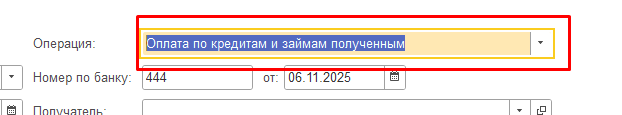 Операция: Оплата по кредитам и займам полученным
Номер по банку: 444 от: 06.11.2025
Получатель: